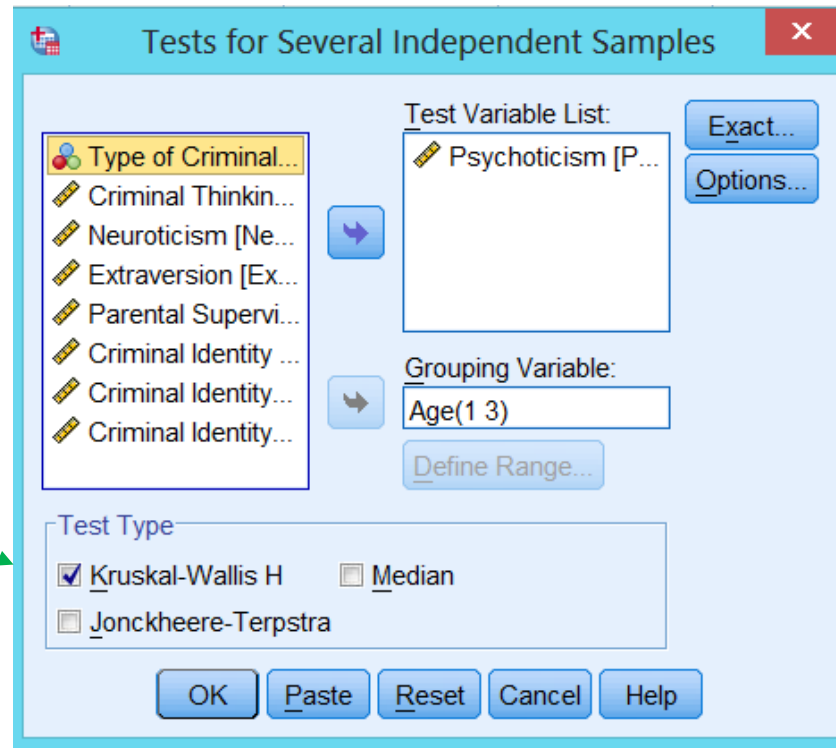 Tests for Several Independent Samples
Type of Criminal...
Criminal Thinkin...
Neuroticism [Ne...
Extraversion [Ex...
Parental Supervi...
Criminal Identity ...
Criminal Identity...
Criminal Identity...
Test Variable List:
Psychoticism [P...
Exact...
Options...
Grouping Variable:
Age(1 3)
Define Range...
Test Type
Kruskal-Wallis H Median
Jonckheere-Terpstra
OK Paste Reset Cancel Help